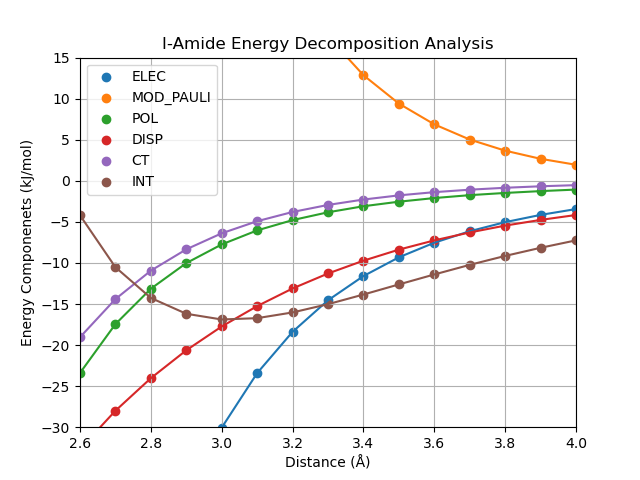 I-Amide Energy Decomposition Analysis
ELEC
MOD_PAULI
POL
DISP
CT
INT
15
10
5
0
−5
−10
−15
−20
−25
−30
Energy Componenets (kJ/mol)
2.6 2.8 3.0 3.2 3.4 3.6 3.8 4.0
Distance (Å)